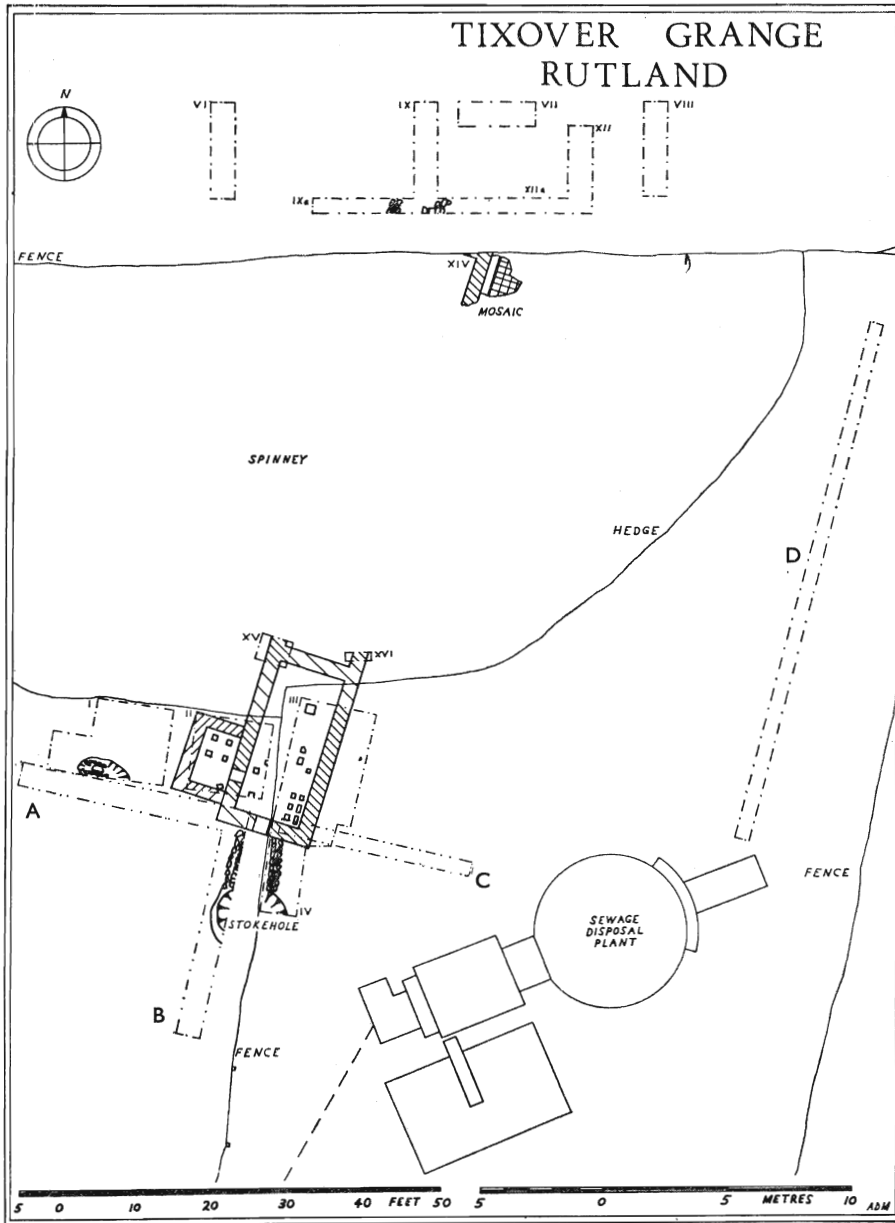 TIXOVER GRANGE
RUTLAND
N
VI
IX
VII
XII
VIII
IXa
XIIa
FENCE
XIV
MOSAIC
SPINNEY
HEDGE
D
XV
XVI
I
II
III
A
C
FENCE
IV
STOKEHOLE
SEWAGE
DISPOSAL
PLANT
B
FENCE
5 0 10 20 30 40 FEET 50 5 0 5 METRES 10
ADM